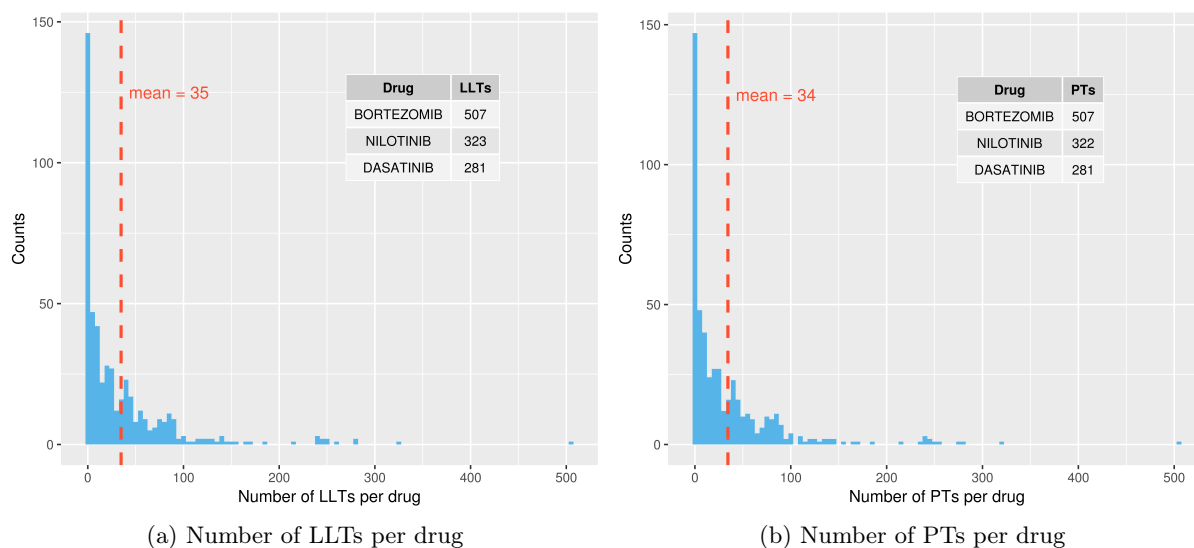 150
100
50
0
Counts
mean = 35
Drug LLTs
BORTEZOMIB 507
NILOTINIB 323
DASATINIB 281
0 100 200 300 400 500
Number of LLTs per drug
(a) Number of LLTs per drug
150
100
50
0
Counts
mean = 34
Drug PTs
BORTEZOMIB 507
NILOTINIB 322
DASATINIB 281
0 100 200 300 400 500
Number of PTs per drug
(b) Number of PTs per drug